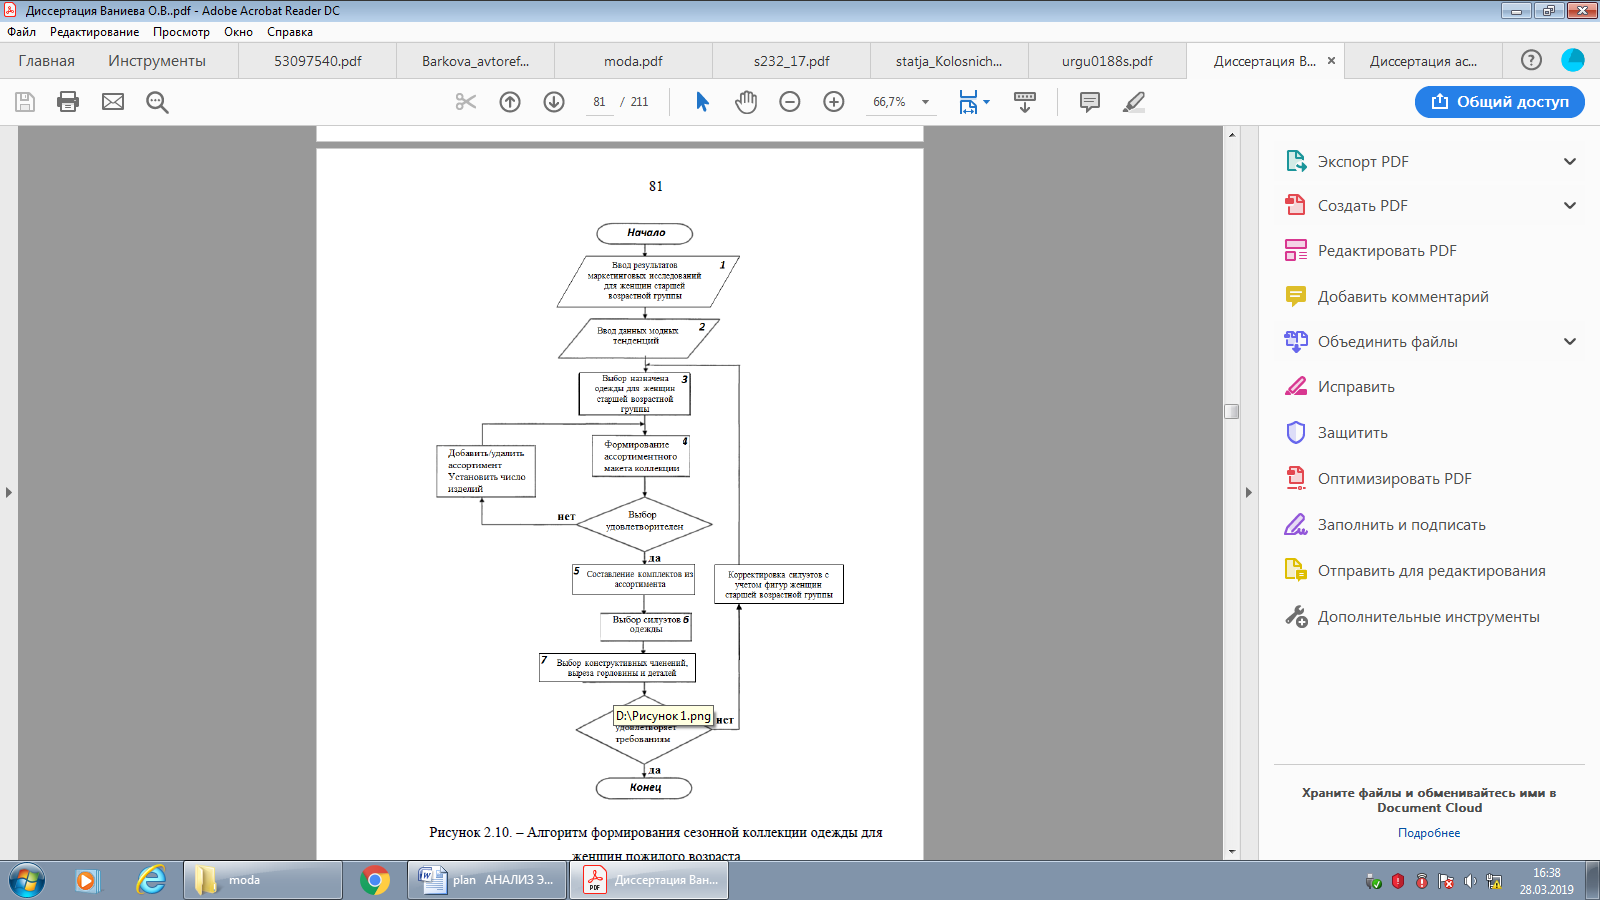 Диссертация Ваниева О.В..pdf - Adobe Acrobat Reader DC
Файл Редактирование Просмотр Окно Справка
Главная Инструменты 53097540.pdf Barkova_avtoref... moda.pdf s232_17.pdf statja_Kolosnich... urgu0188s.pdf Диссертация В... × Диссертация ас...
81 / 211 66,7% Общий доступ
81
Начало
Ввод результатов 1
маркетинговых исследований
для женщин старшей
возрастной группы
Ввод данных модных 2
тенденций
Выбор назначена 3
одежды для женщин
старшей возрастной
группы
Формирование 4
ассортиментного
макета коллекции
Добавить/удалить
ассортимент
Установить число
изделий
нет
Выбор
удовлетворителен
да
5 Составление комплектов из
ассортимента
Корректировка силуэтов с
учетом фигур женщин
старшей возрастной группы
Выбор силуэтов 6
одежды
7 Выбор конструктивных членений,
выреза горловины и деталей
D:\Рисунок 1.png
нет
удовлетворяет
требованиям
да
Конец
Рисунок 2.10. – Алгоритм формирования сезонной коллекции одежды для
женщин пожилого возраста
Экспорт PDF
Создать PDF
Редактировать PDF
Добавить комментарий
Объединить файлы
Исправить
Защитить
Оптимизировать PDF
Заполнить и подписать
Отправить для редактирования
Дополнительные инструменты
Храните файлы и обменивайтесь ими в
Document Cloud
Подробнее
moda
plan АНАЛИЗ Э...
Диссертация Ван...
16:38
28.03.2019